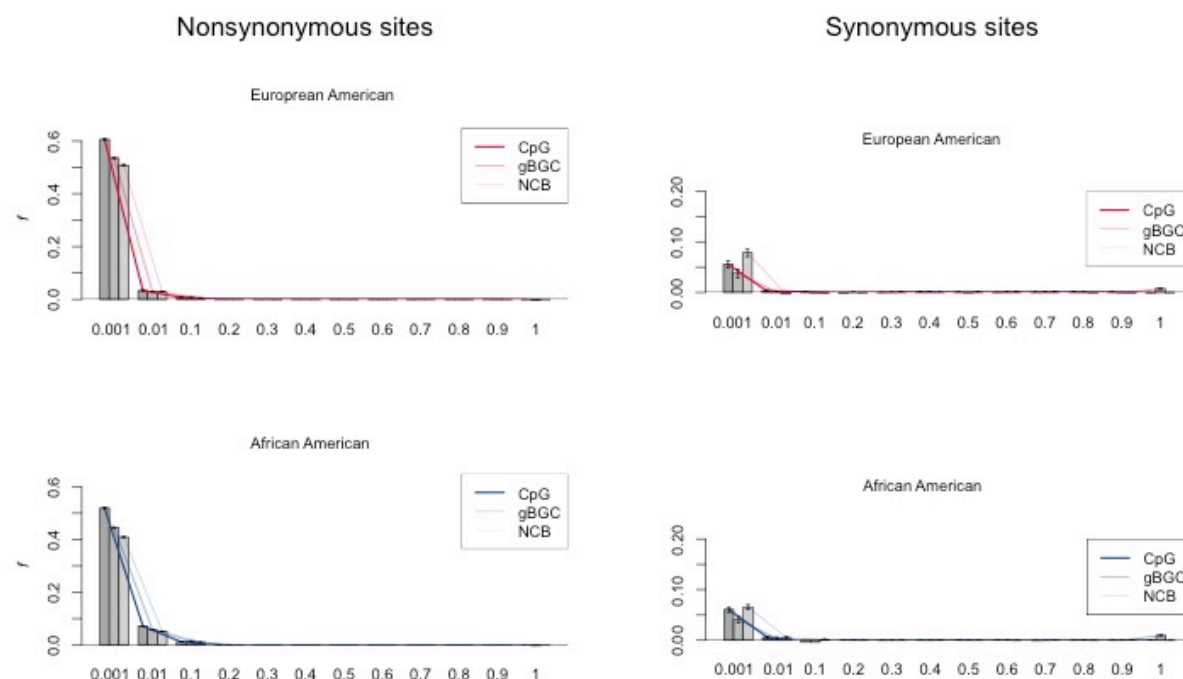 Nonsynonymous sites
Synonymous sites
Europrean American
f
0.6
0.4
0.2
0.0
CpG
gBGC
NCB
0.001 0.01 0.1 0.2 0.3 0.4 0.5 0.6 0.7 0.8 0.9 1
European American
0.20
0.10
0.00
CpG
gBGC
NCB
0.001 0.01 0.1 0.2 0.3 0.4 0.5 0.6 0.7 0.8 0.9 1
African American
f
0.6
0.4
0.2
0.0
CpG
gBGC
NCB
0.001 0.01 0.1 0.2 0.3 0.4 0.5 0.6 0.7 0.8 0.9 1
African American
0.20
0.10
0.00
CpG
gBGC
NCB
0.001 0.01 0.1 0.2 0.3 0.4 0.5 0.6 0.7 0.8 0.9 1